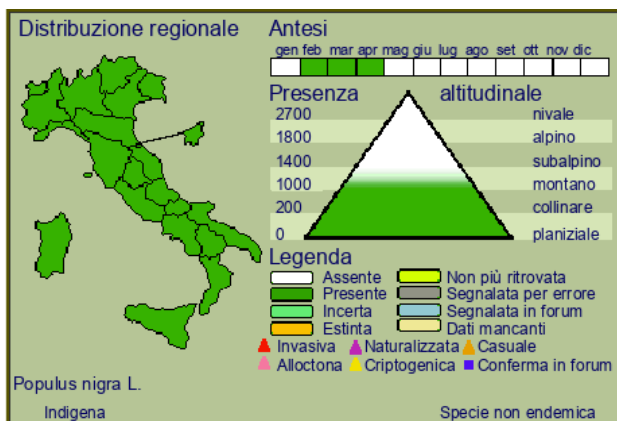 Distribuzione regionale
Antesi
gen feb mar apr mag giu lug ago set ott nov dic
Presenza altitudinale
2700 nivale
1800 alpino
1400 subalpino
1000 montano
200 collinare
0 planiziale
Legenda
Assente Non più ritrovata
Presente Segnalata per errore
Incerta Segnalata in forum
Estinta Dati mancanti
Invasiva Naturalizzata Casuale
Alloctona Criptogenica Conferma in forum
Populus nigra L.
Indigena Specie non endemica